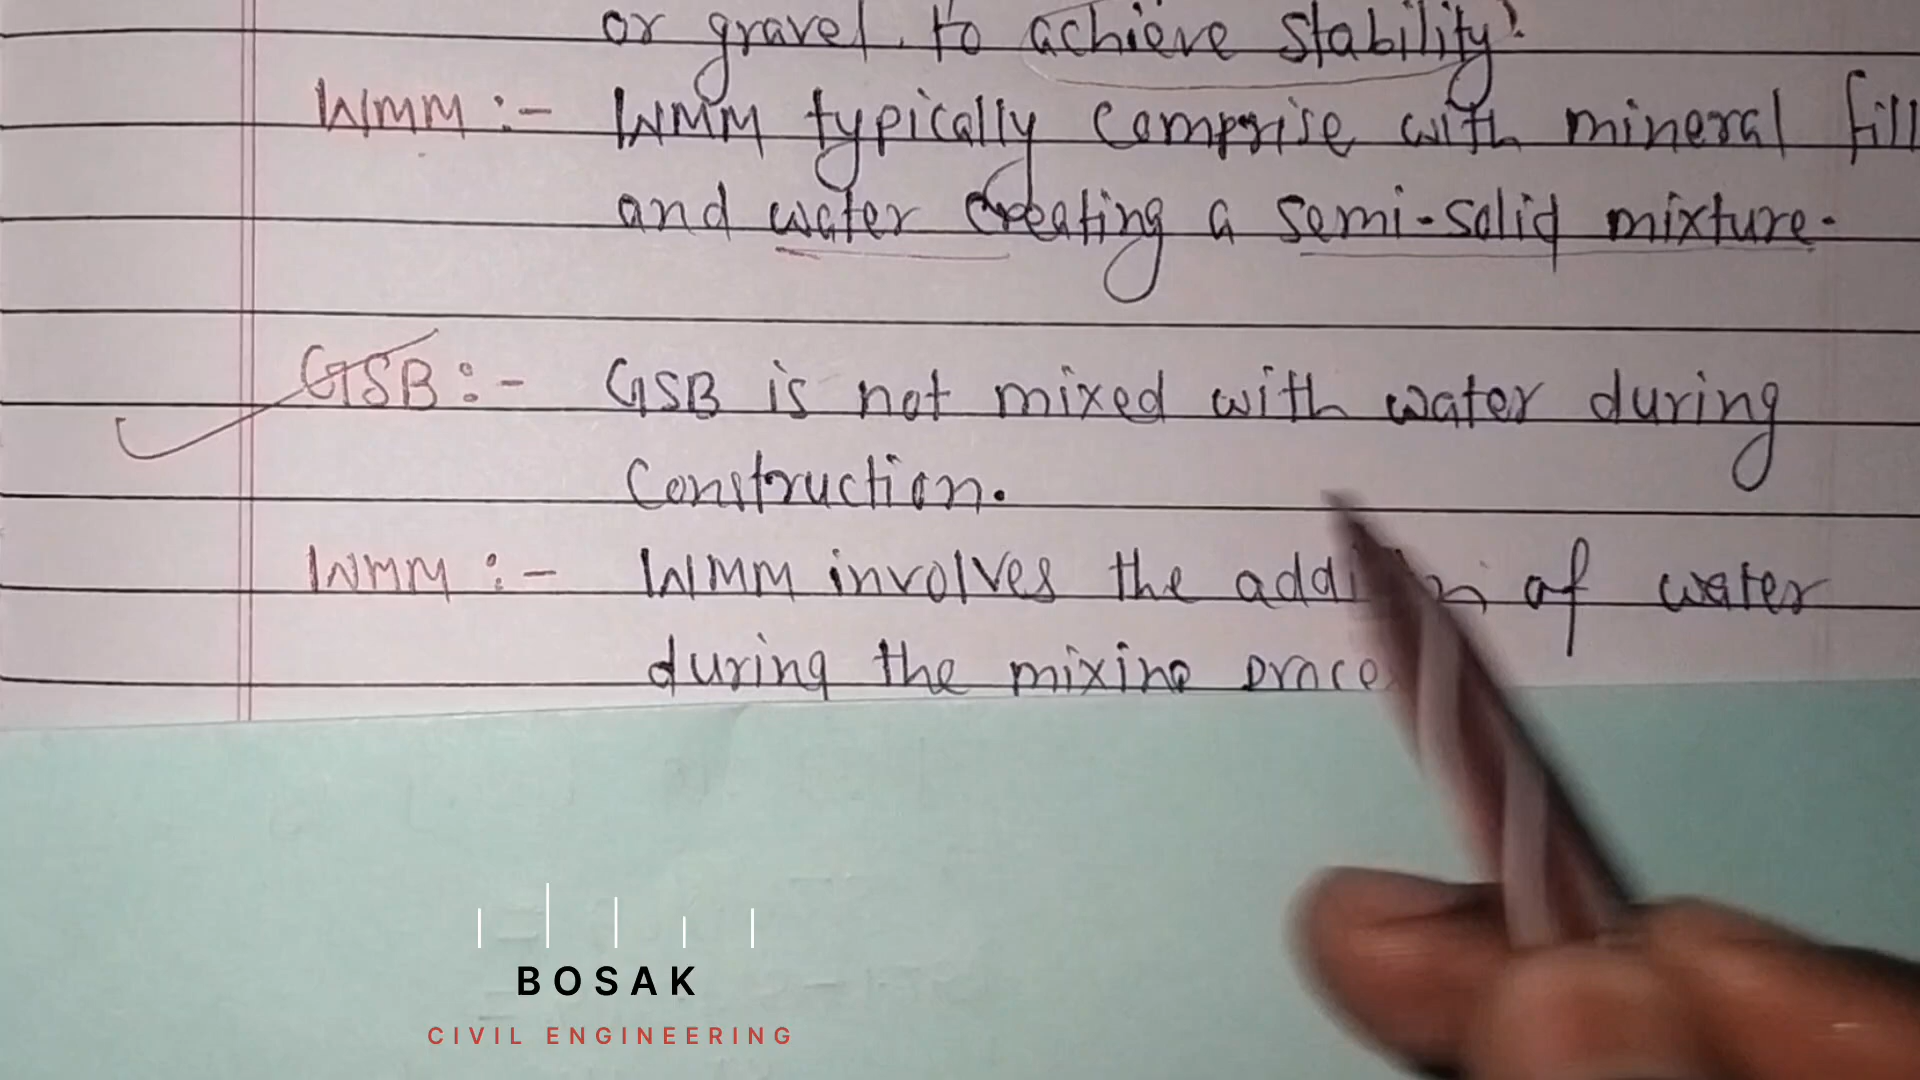 or gravel. to achieve stability.
WMM :- WMM typically comprise with mineral fill
and water creating a semi-solid mixture.
GSB :- GSB is not mixed with water during
Construction.
WMM :- WMM involves the of water
during the mixing
BOSAK
CIVIL ENGINEERING